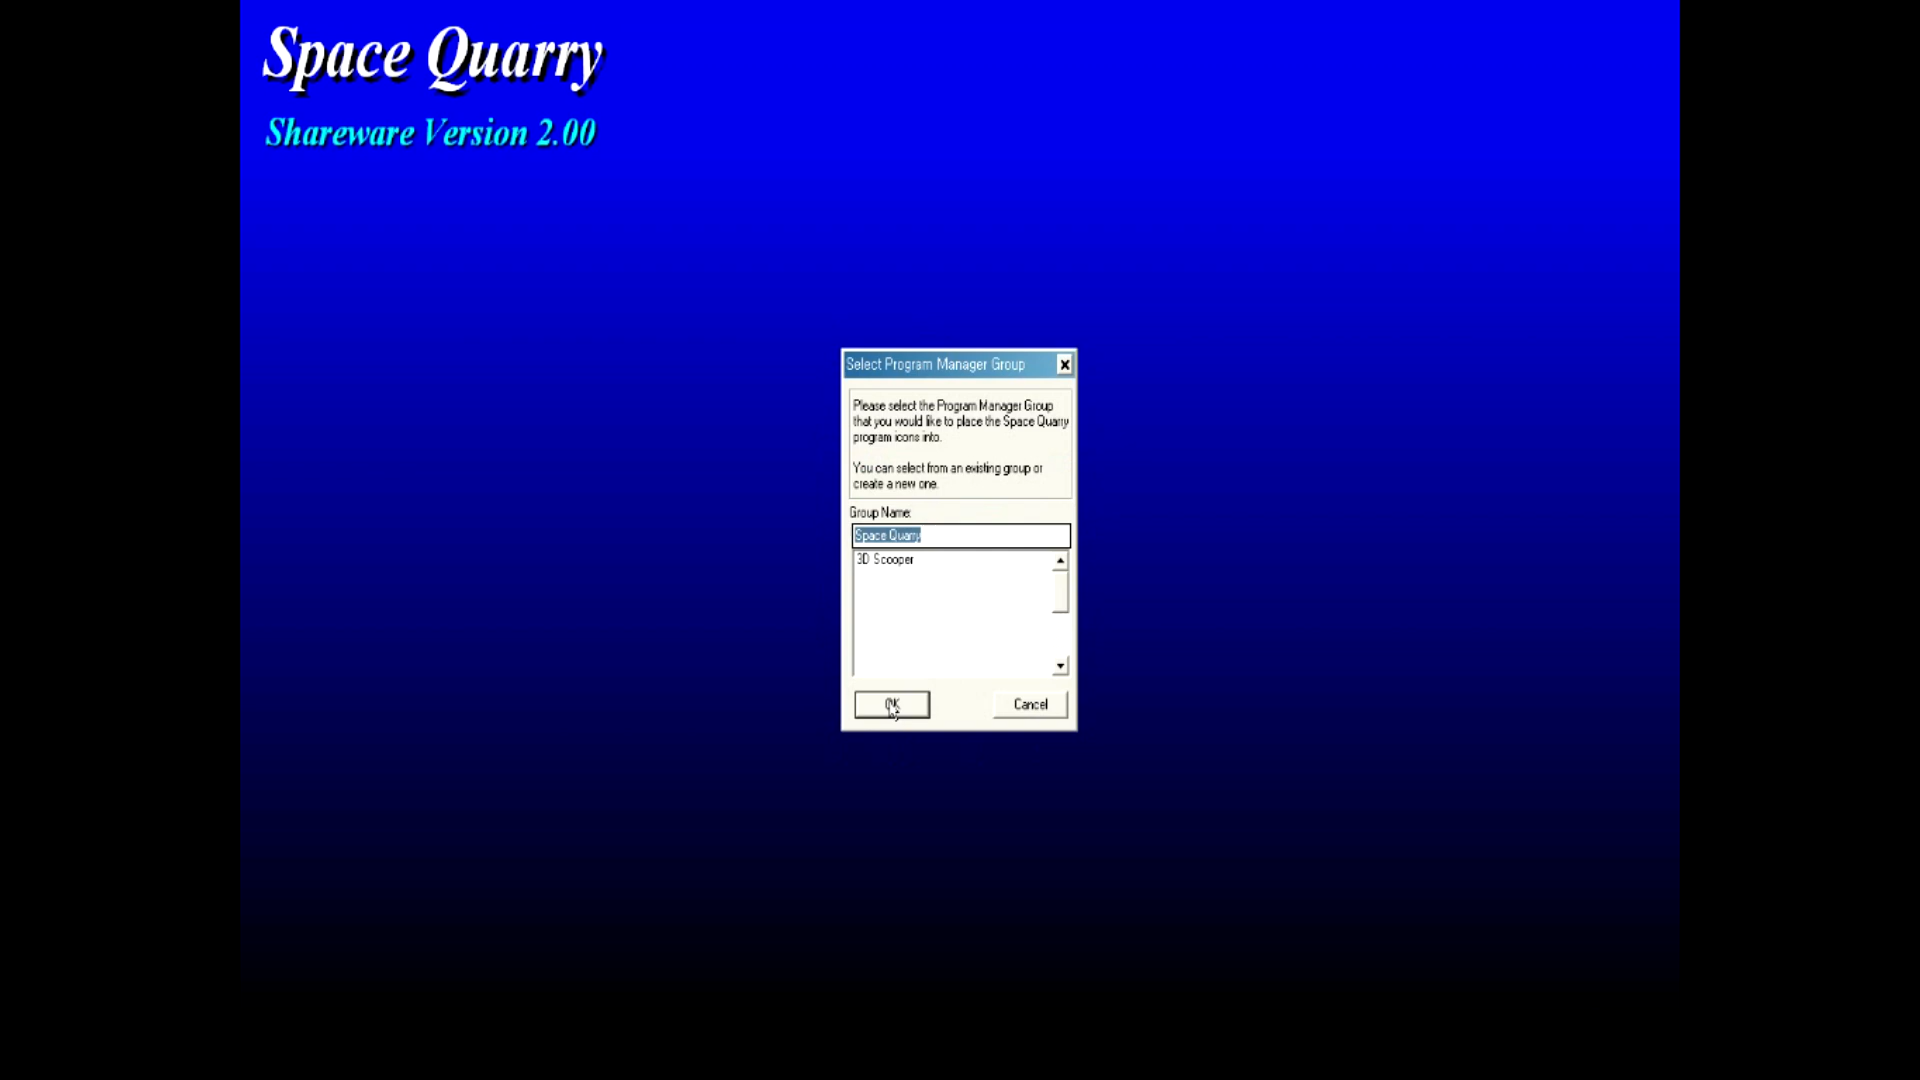 Space Quarry
Shareware Version 2.00
Select Program Manager Group
Please select the Program Manager Group
that you would like to place the Space Quarry
program icons into.
You can select from an existing group or
create a new one.
Group Name:
Space Quarry
3D Scooper
OK
Cancel